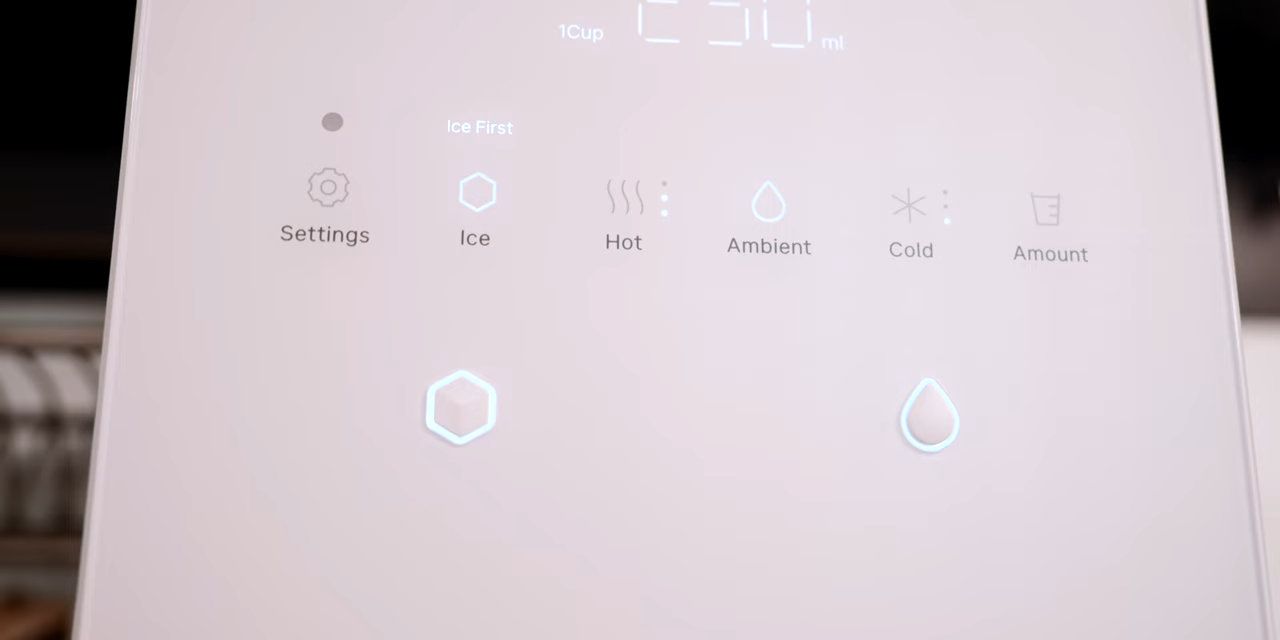 1Cup ml
Ice First
Settings
Ice
Hot
Ambient
Cold
Amount